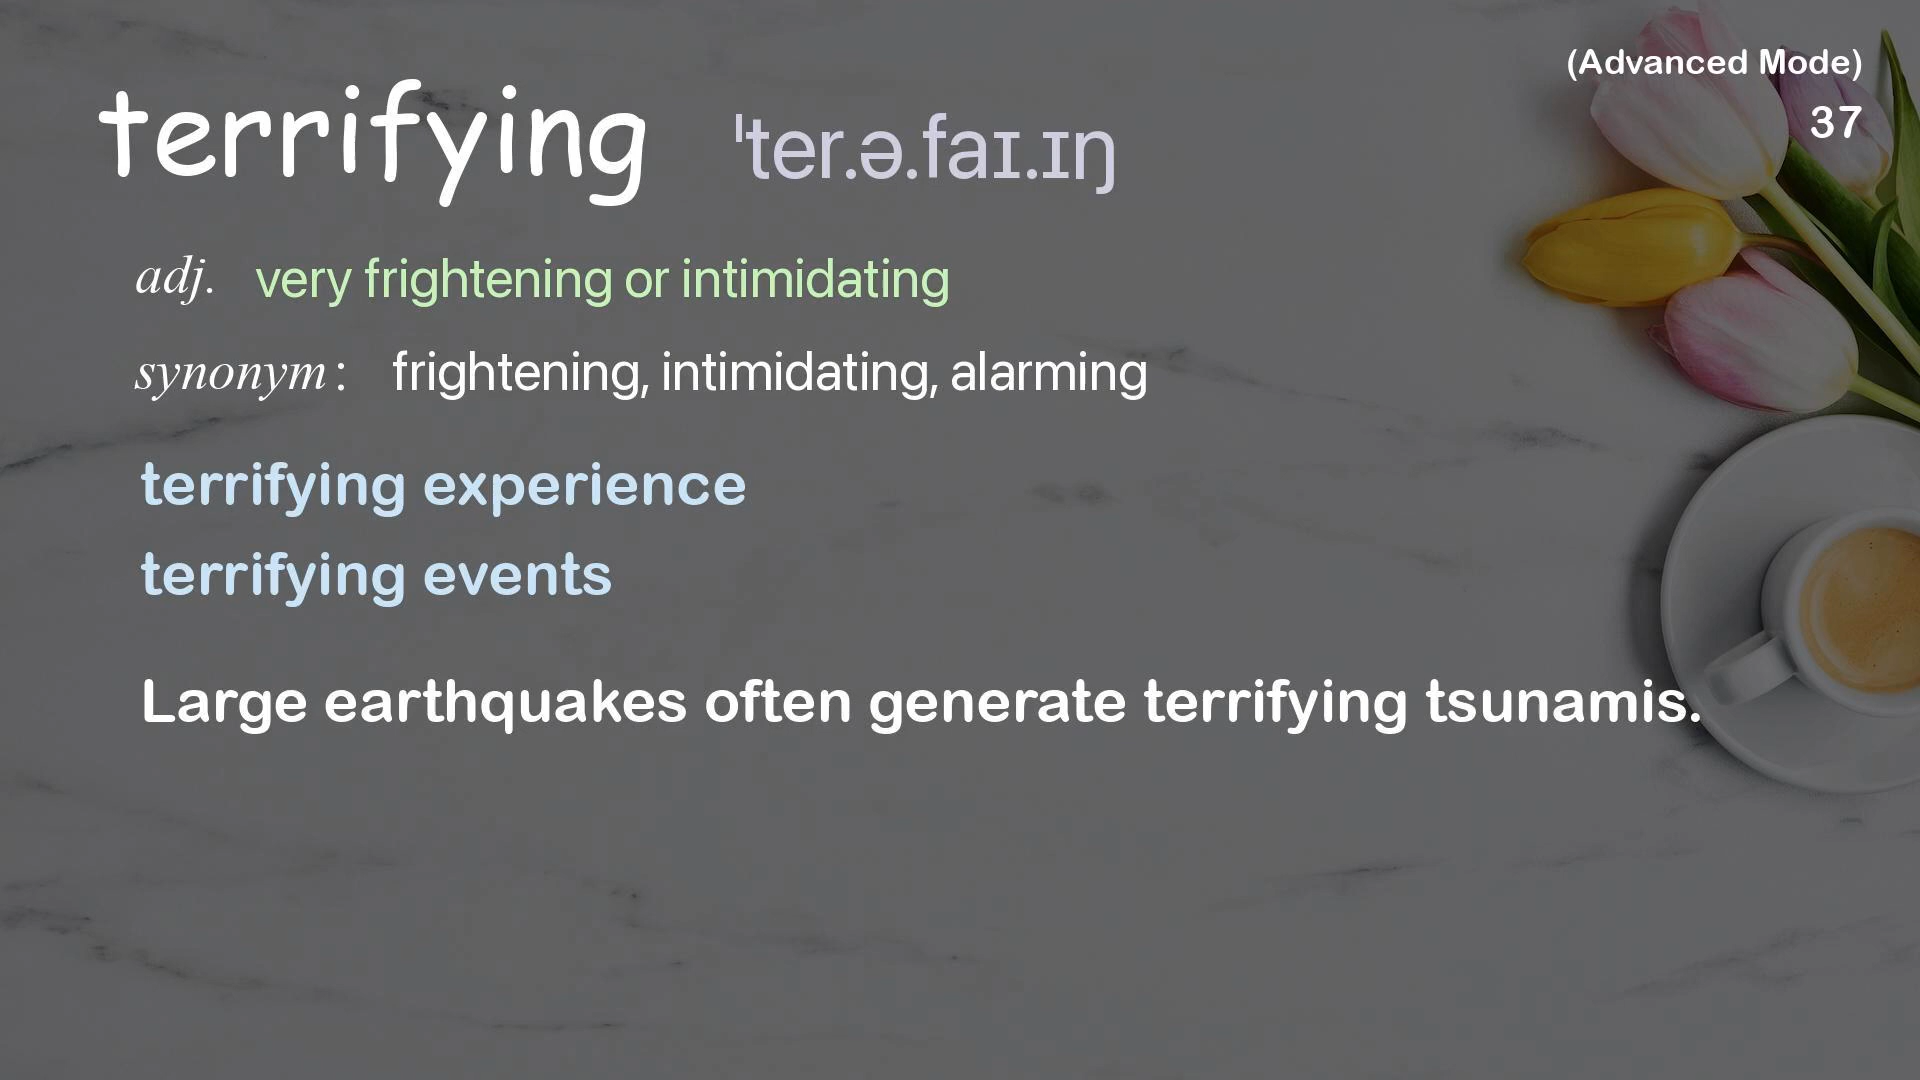 (Advanced Mode)
37
terrifying ˈter.ə.faɪ.ɪŋ
adj. very frightening or intimidating
synonym : frightening, intimidating, alarming
terrifying experience
terrifying events
Large earthquakes often generate terrifying tsunamis.